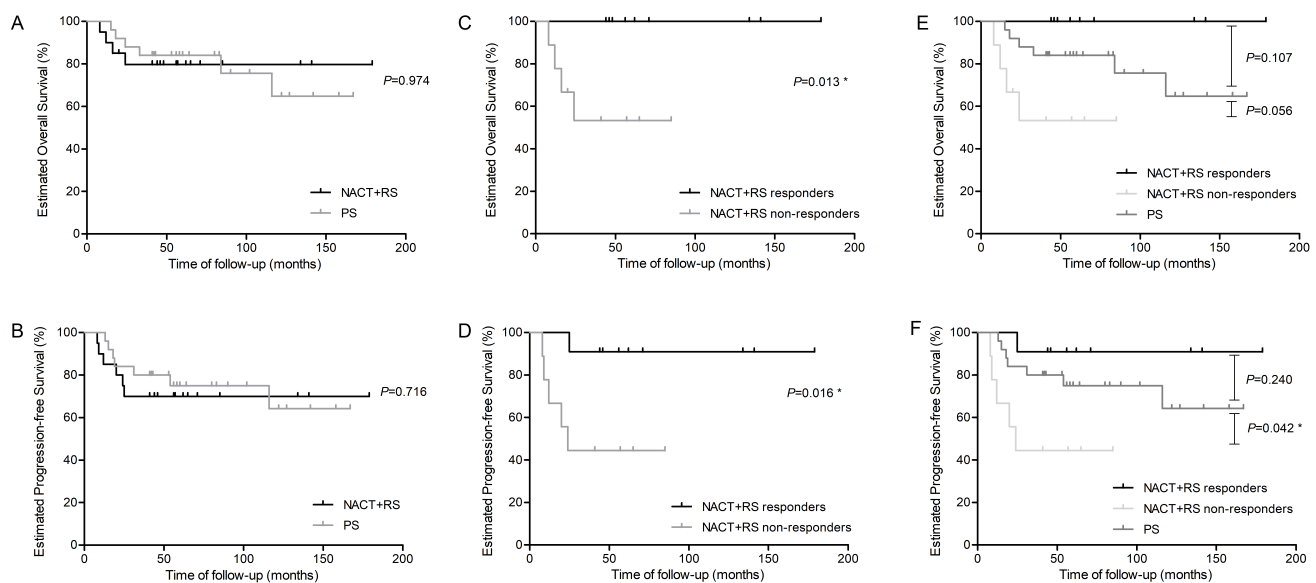 A
Estimated Overall Survival (%)
100
80
60
40
20
0
P=0.974
NACT+RS
PS
0 50 100 150 200
Time of follow-up (months)
C
Estimated Overall Survival (%)
100
80
60
40
20
0
P=0.013 *
NACT+RS responders
NACT+RS non-responders
0 50 100 150 200
Time of follow-up (months)
E
Estimated Overall Survival (%)
100
80
60
40
20
0
P=0.107
P=0.056
NACT+RS responders
NACT+RS non-responders
PS
0 50 100 150 200
Time of follow-up (months)
B
Estimated Progression-free Survival (%)
100
80
60
40
20
0
P=0.716
NACT+RS
PS
0 50 100 150 200
Time of follow-up (months)
D
Estimated Progression-free Survival (%)
100
80
60
40
20
0
P=0.016 *
NACT+RS responders
NACT+RS non-responders
0 50 100 150 200
Time of follow-up (months)
F
Estimated Progression-free Survival (%)
100
80
60
40
20
0
P=0.240
P=0.042 *
NACT+RS responders
NACT+RS non-responders
PS
0 50 100 150 200
Time of follow-up (months)